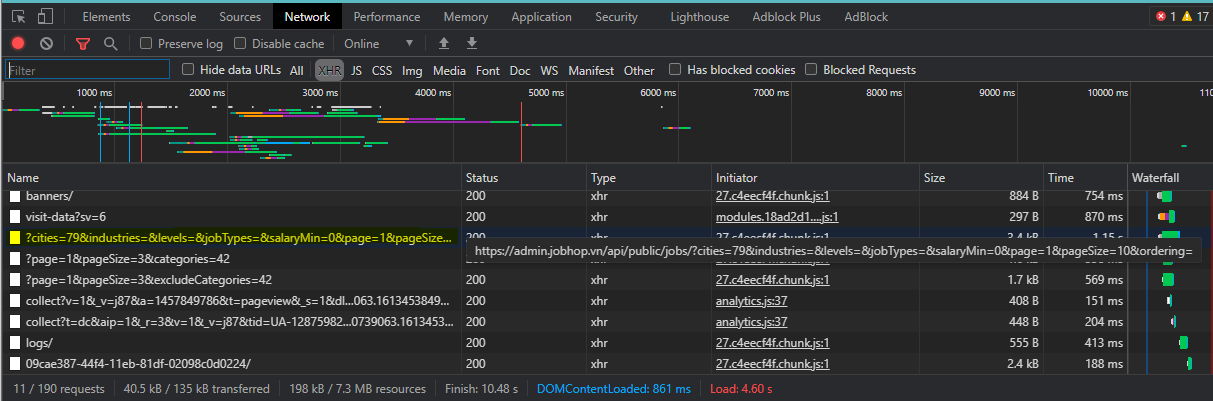 Elements Console Sources Network Performance Memory Application Security Lighthouse Adblock Plus AdBlock 1 17
Preserve log Disable cache Online
Filter Hide data URLs All XHR JS CSS Img Media Font Doc WS Manifest Other Has blocked cookies Blocked Requests
1000 ms 2000 ms 3000 ms 4000 ms 5000 ms 6000 ms 7000 ms 8000 ms 9000 ms 10000 ms 110
Name Status Type Initiator Size Time Waterfall
banners/ 200 xhr 27.c4eecf4f.chunk.js:1 884 B 754 ms
visit-data?sv=6 200 xhr modules.18ad2d1....js:1 297 B 870 ms
?cities=79&industries=&levels=&jobTypes=&salaryMin=0&page=1&pageSize... 200 xhr 27.c4eecf4f.chunk.js:1 3.4 kB 1.15 s
https://admin.jobhop.vn/api/public/jobs/?cities=79&industries=&levels=&jobTypes=&salaryMin=0&page=1&pageSize=10&ordering=
?page=1&pageSize=3&categories=42 200
?page=1&pageSize=3&excludeCategories=42 200 xhr 27.c4eecf4f.chunk.js:1 1.7 kB 569 ms
collect?v=1&_v=j87&a=1457849786&t=pageview&_s=1&dl...063.1613453849... 200 xhr analytics.js:37 408 B 151 ms
collect?t=dc&aip=1&_r=3&v=1&_v=j87&tid=UA-12875982...0739063.1613453... 200 xhr analytics.js:37 448 B 204 ms
logs/ 200 xhr 27.c4eecf4f.chunk.js:1 555 B 413 ms
09cae387-44f4-11eb-81df-02098c0d0224/ 200 xhr 27.c4eecf4f.chunk.js:1 2.4 kB 188 ms
11 / 190 requests 40.5 kB / 135 kB transferred 198 kB / 7.3 MB resources Finish: 10.48 s DOMContentLoaded: 861 ms Load: 4.60 s